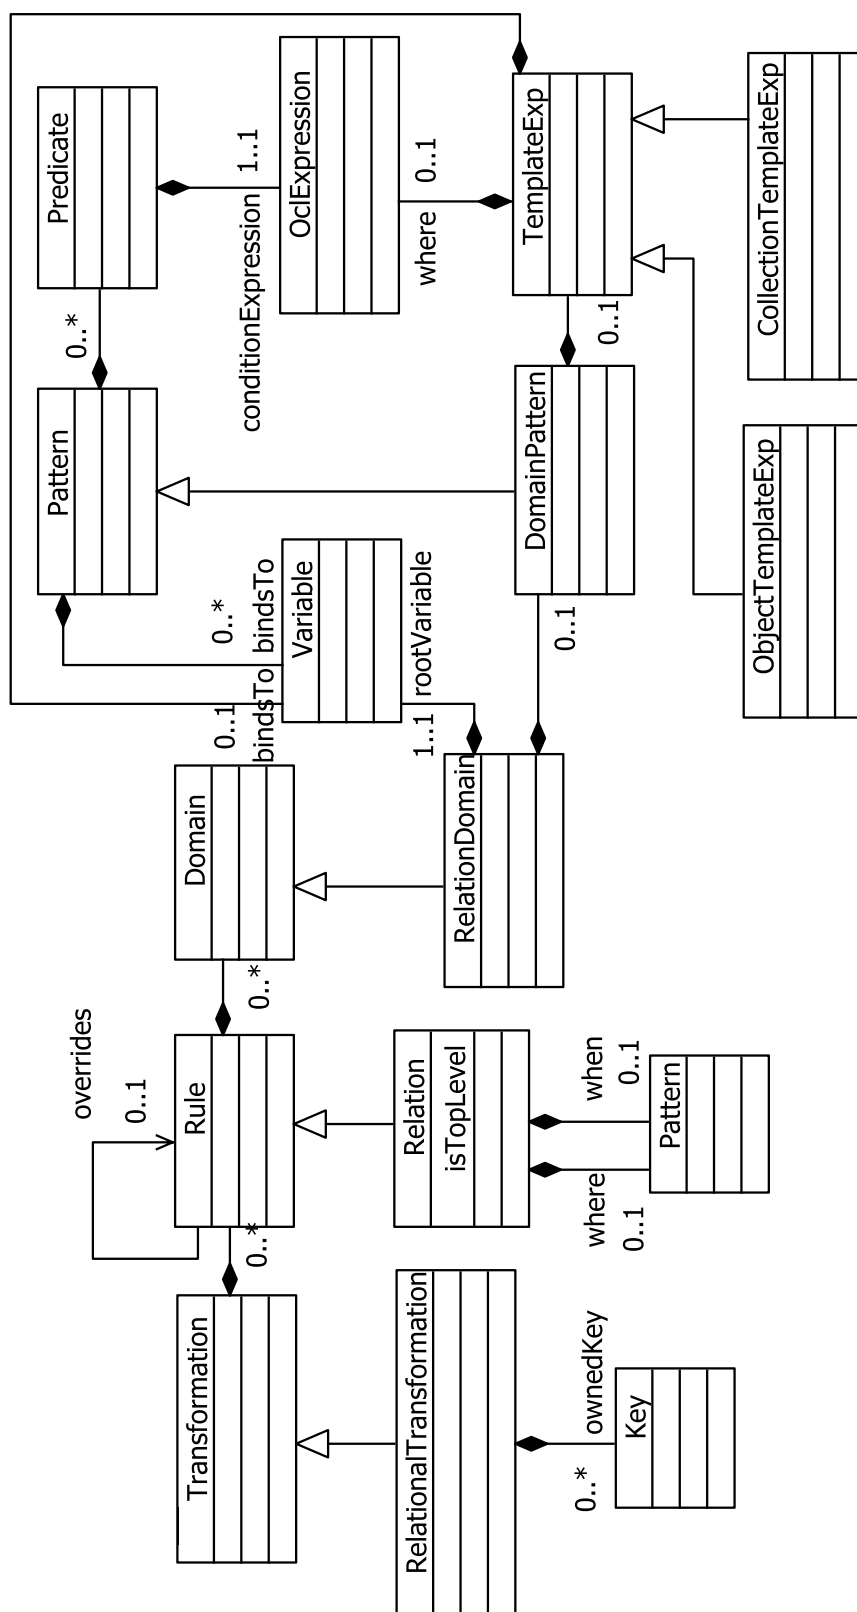 Pattern
Predicate
overrides
0..*
0..1
Transformation
Rule
Domain
0..1
0..*
0..*
0..*
bindsTo
bindsTo
conditionExpression
1..1
Variable
OclExpression
RelationalTransformation
Relation
isTopLevel
1..1
rootVariable
where
0..1
RelationDomain
DomainPattern
TemplateExp
0..1
0..1
0..*
ownedKey
where
0..1
when
0..1
Key
Pattern
ObjectTemplateExp
CollectionTemplateExp